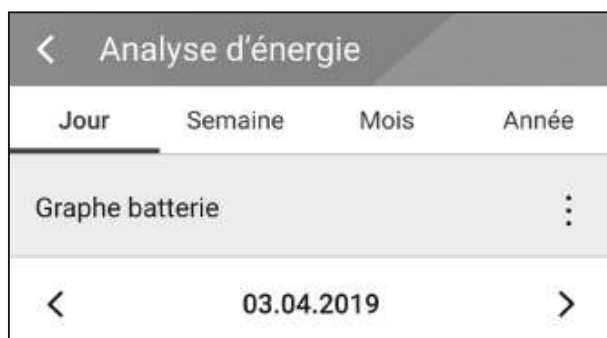 Analyse d’énergie
Jour Semaine Mois Année
Graphe batterie
03.04.2019